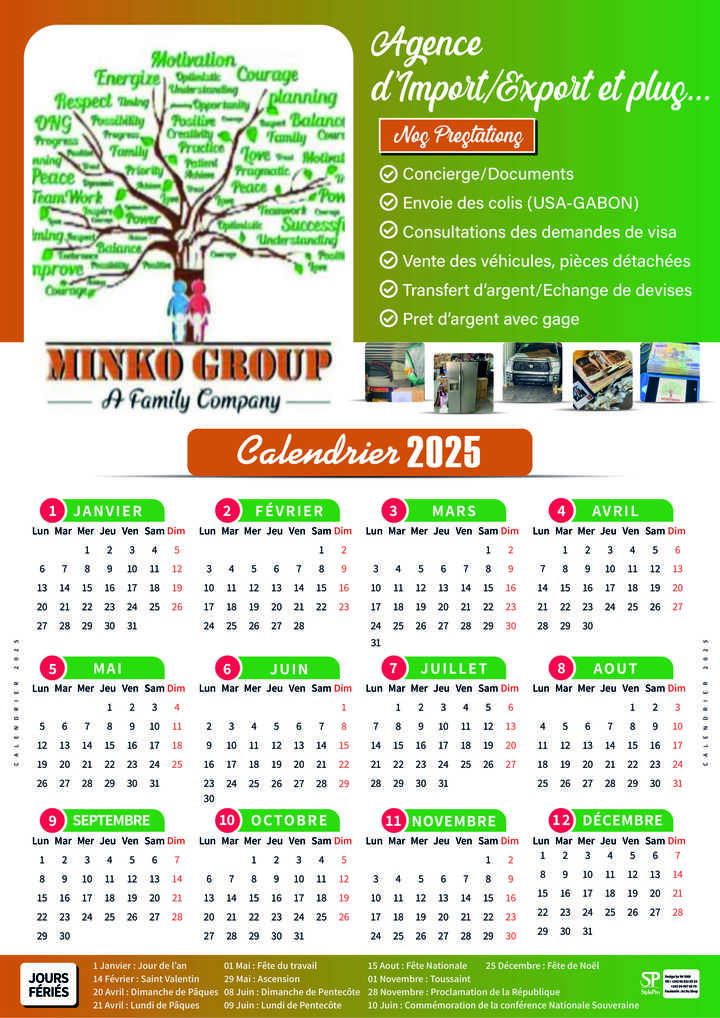 Motivation
Energize Optimistic Courage
Understanding
Respect Timing Opportunity planning
ONG Possibility Positive Balanc
Progress Progress Creativity Family
Family Practice Love Motivat
Peace Priority Patient Pragmatic
Team Work Achieve Peace Pow
Inspire Power Teamwork Courage
Balance Optimistic Successf
Understanding
nprove Possibility Positive Love
Courage
MINKO GROUP
A Family Company
Agence
d'Import/Export et plus...
Nos Prestations
Concierge/Documents
Envoie des colis (USA-GABON)
Consultations des demandes de visa
Vente des véhicules, pièces détachées
Transfert d'argent/Echange de devises
Pret d'argent avec gage
Calendrier 2025
CALENDRIER 2025
CALENDRIER 2025
1 JANVIER
Lun Mar Mer Jeu Ven Sam Dim
1 2 3 4 5
6 7 8 9 10 11 12
13 14 15 16 17 18 19
20 21 22 23 24 25 26
27 28 29 30 31
2 FÉVRIER
Lun Mar Mer Jeu Ven Sam Dim
1 2
3 4 5 6 7 8 9
10 11 12 13 14 15 16
17 18 19 20 21 22 23
24 25 26 27 28
3 MARS
Lun Mar Mer Jeu Ven Sam Dim
1 2
3 4 5 6 7 8 9
10 11 12 13 14 15 16
17 18 19 20 21 22 23
24 25 26 27 28 29 30
31
4 AVRIL
Lun Mar Mer Jeu Ven Sam Dim
1 2 3 4 5 6
7 8 9 10 11 12 13
14 15 16 17 18 19 20
21 22 23 24 25 26 27
28 29 30
5 MAI
Lun Mar Mer Jeu Ven Sam Dim
1 2 3 4
5 6 7 8 9 10 11
12 13 14 15 16 17 18
19 20 21 22 23 24 25
26 27 28 29 30 31
6 JUIN
Lun Mar Mer Jeu Ven Sam Dim
1
2 3 4 5 6 7 8
9 10 11 12 13 14 15
16 17 18 19 20 21 22
23 24 25 26 27 28 29
30
7 JUILLET
Lun Mar Mer Jeu Ven Sam Dim
1 2 3 4 5 6
7 8 9 10 11 12 13
14 15 16 17 18 19 20
21 22 23 24 25 26 27
28 29 30 31
8 AOUT
Lun Mar Mer Jeu Ven Sam Dim
1 2 3
4 5 6 7 8 9 10
11 12 13 14 15 16 17
18 19 20 21 22 23 24
25 26 27 28 29 30 31
9 SEPTEMBRE
Lun Mar Mer Jeu Ven Sam Dim
1 2 3 4 5 6 7
8 9 10 11 12 13 14
15 16 17 18 19 20 21
22 23 24 25 26 27 28
29 30
10 OCTOBRE
Lun Mar Mer Jeu Ven Sam Dim
1 2 3 4 5
6 7 8 9 10 11 12
13 14 15 16 17 18 19
20 21 22 23 24 25 26
27 28 29 30 31
11 NOVEMBRE
Lun Mar Mer Jeu Ven Sam Dim
1 2
3 4 5 6 7 8 9
10 11 12 13 14 15 16
17 18 19 20 21 22 23
24 25 26 27 28 29 30
12 DÉCEMBRE
Lun Mar Mer Jeu Ven Sam Dim
1 2 3 4 5 6 7
8 9 10 11 12 13 14
15 16 17 18 19 20 21
22 23 24 25 26 27 28
29 30 31
JOURS
FÉRIÉS
1 Janvier : Jour de l'an
14 Février : Saint Valentin
20 Avril : Dimanche de Pâques
21 Avril : Lundi de Pâques
01 Mai : Fête du travail
29 Mai : Ascension
08 Juin : Dimanche de Pentecôte
09 Juin : Lundi de Pentecôte
15 Aout : Fête Nationale
01 Novembre : Toussaint
28 Novembre : Proclamation de la République
10 Juin : Commémoration de la conférence Nationale Souveraine
25 Décembre : Fête de Noël
SP
StylePro